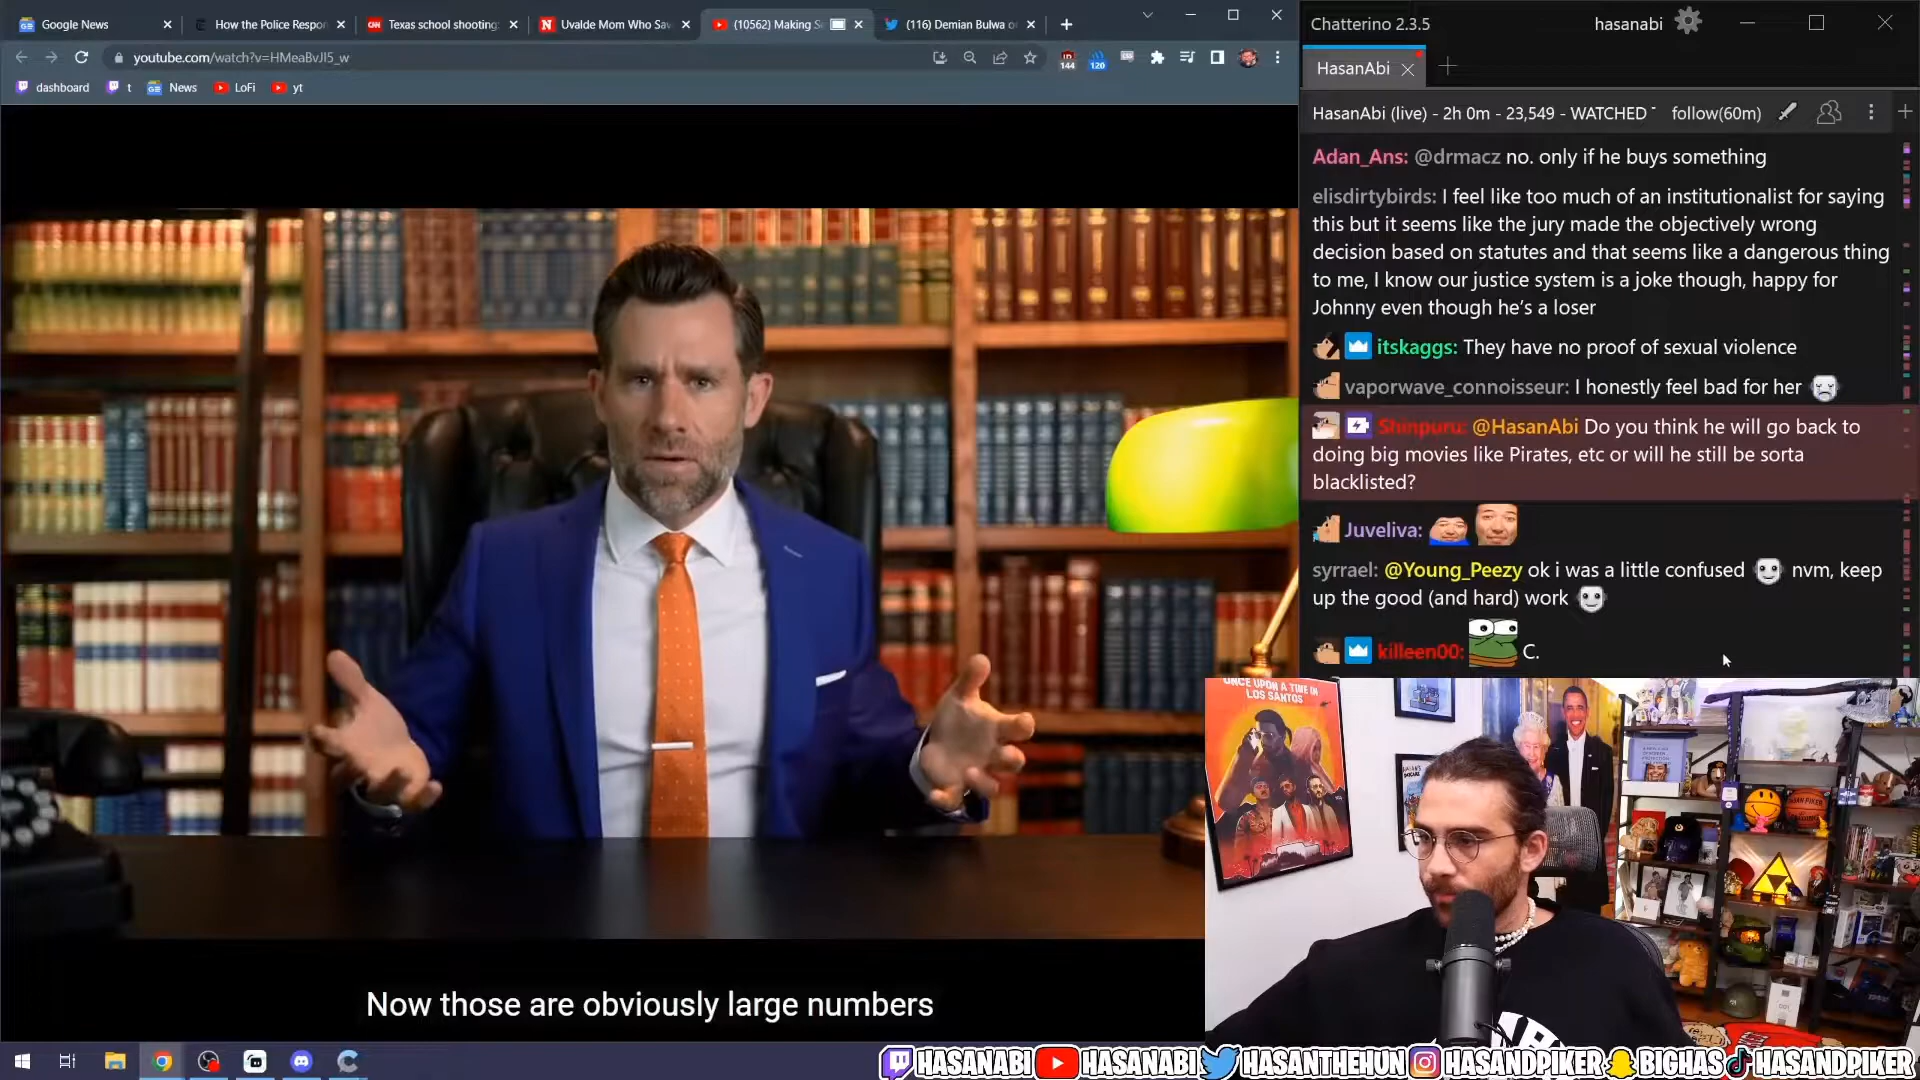 Google News
How the Police Respon
Texas school shooting:
Uvalde Mom Who Sav
(10562) Making S
(116) Demian Bulwa o
youtube.com/watch?v=HMeaBvJl5_w
144
120
dashboard
t
News
LoFi
yt
Now those are obviously large numbers
Chatterino 2.3.5
hasanabi
HasanAbi
HasanAbi (live) - 2h 0m - 23,549 - WATCHED
follow(60m)
Adan_Ans: @drmacz no. only if he buys something
elisdirtybirds: I feel like too much of an institutionalist for saying
this but it seems like the jury made the objectively wrong
decision based on statutes and that seems like a dangerous thing
to me, I know our justice system is a joke though, happy for
Johnny even though he's a loser
itskaggs: They have no proof of sexual violence
vaporwave_connoisseur: I honestly feel bad for her
Shinpuru: @HasanAbi Do you think he will go back to
doing big movies like Pirates, etc or will he still be sorta
blacklisted?
Juveliva:
syrrael: @Young_Peezy ok i was a little confused nvm, keep
up the good (and hard) work
killeen00: C.
ONCE UPON A TIME IN
LOS SANTOS
HASANABI HASANABI HASANTHEHUN HASANDPIKER BIGHAS HASANDPIKER